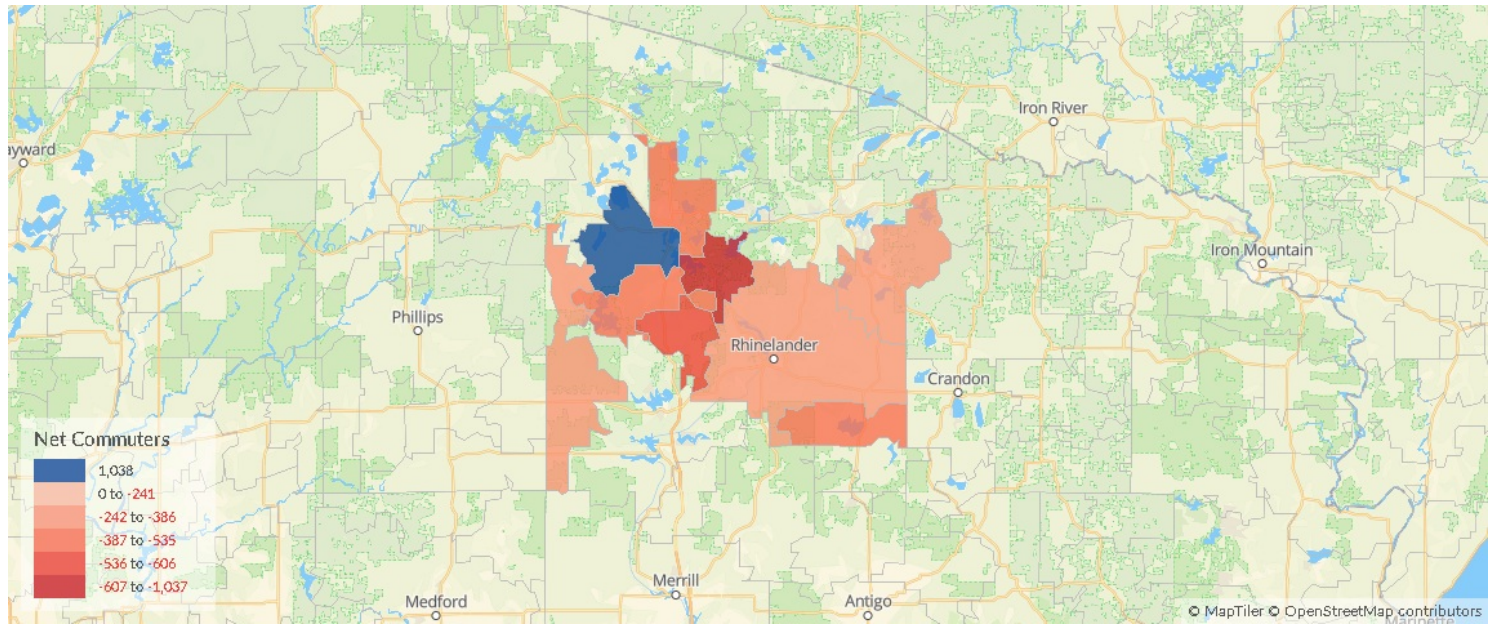 Iron River
ayward
Iron Mountain
Phillips
Rhinelander
Crandon
Net Commuters
1,038
0 to -241
-242 to -386
-387 to -535
-536 to -606
-607 to -1,037
Merrill
Medford
Antigo
© MapTiler © OpenStreetMap contributors
Marinette